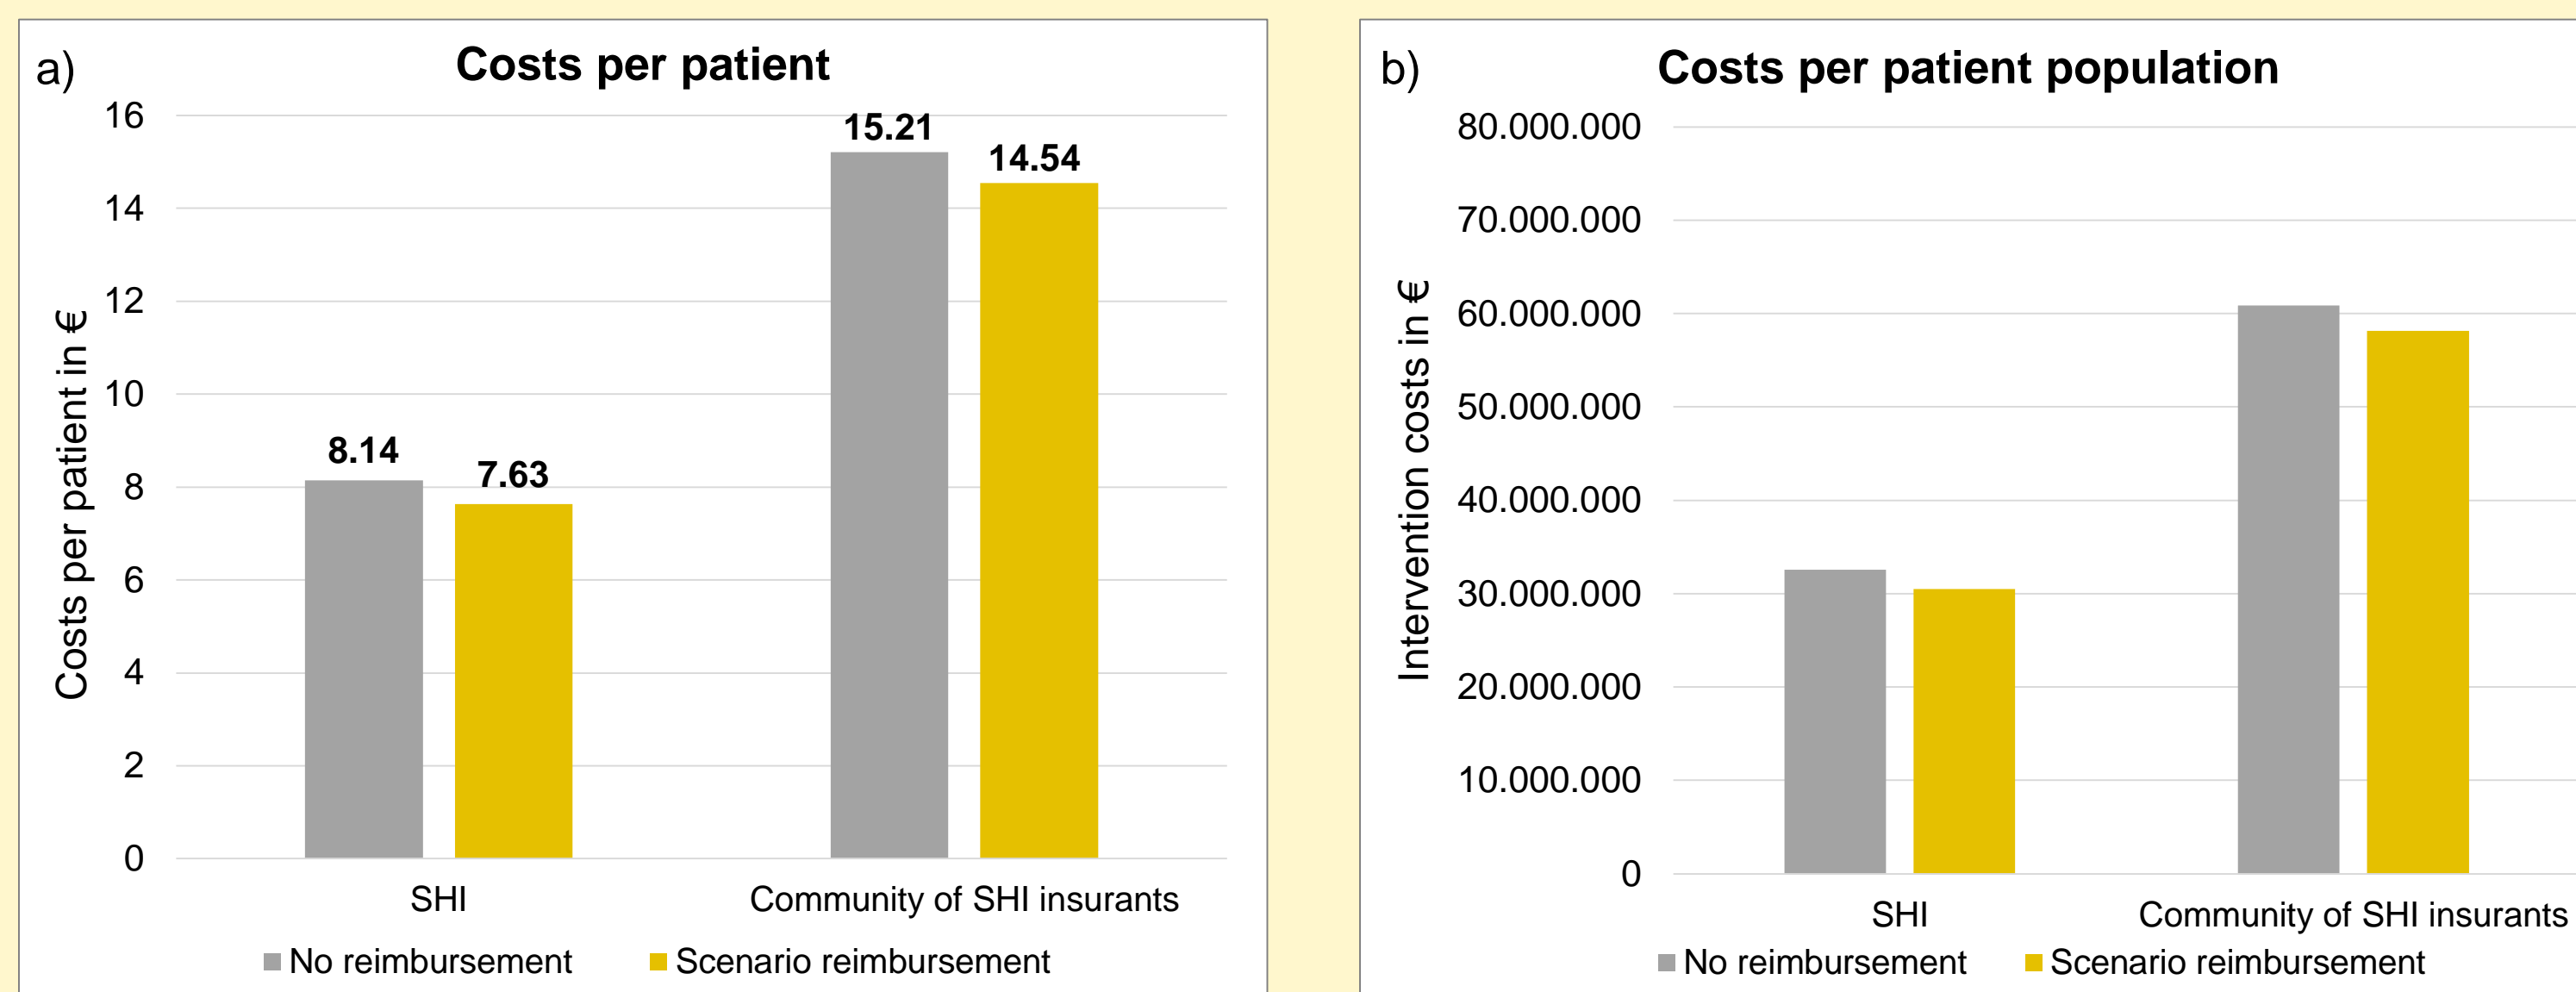 a)
Costs per patient
Costs per patient in €
16
14
12
10
8
6
4
2
0
15.21
14.54
8.14
7.63
SHI
Community of SHI insurants
No reimbursement
Scenario reimbursement
b)
Costs per patient population
Intervention costs in €
80.000.000
70.000.000
60.000.000
50.000.000
40.000.000
30.000.000
20.000.000
10.000.000
0
SHI
Community of SHI insurants
No reimbursement
Scenario reimbursement